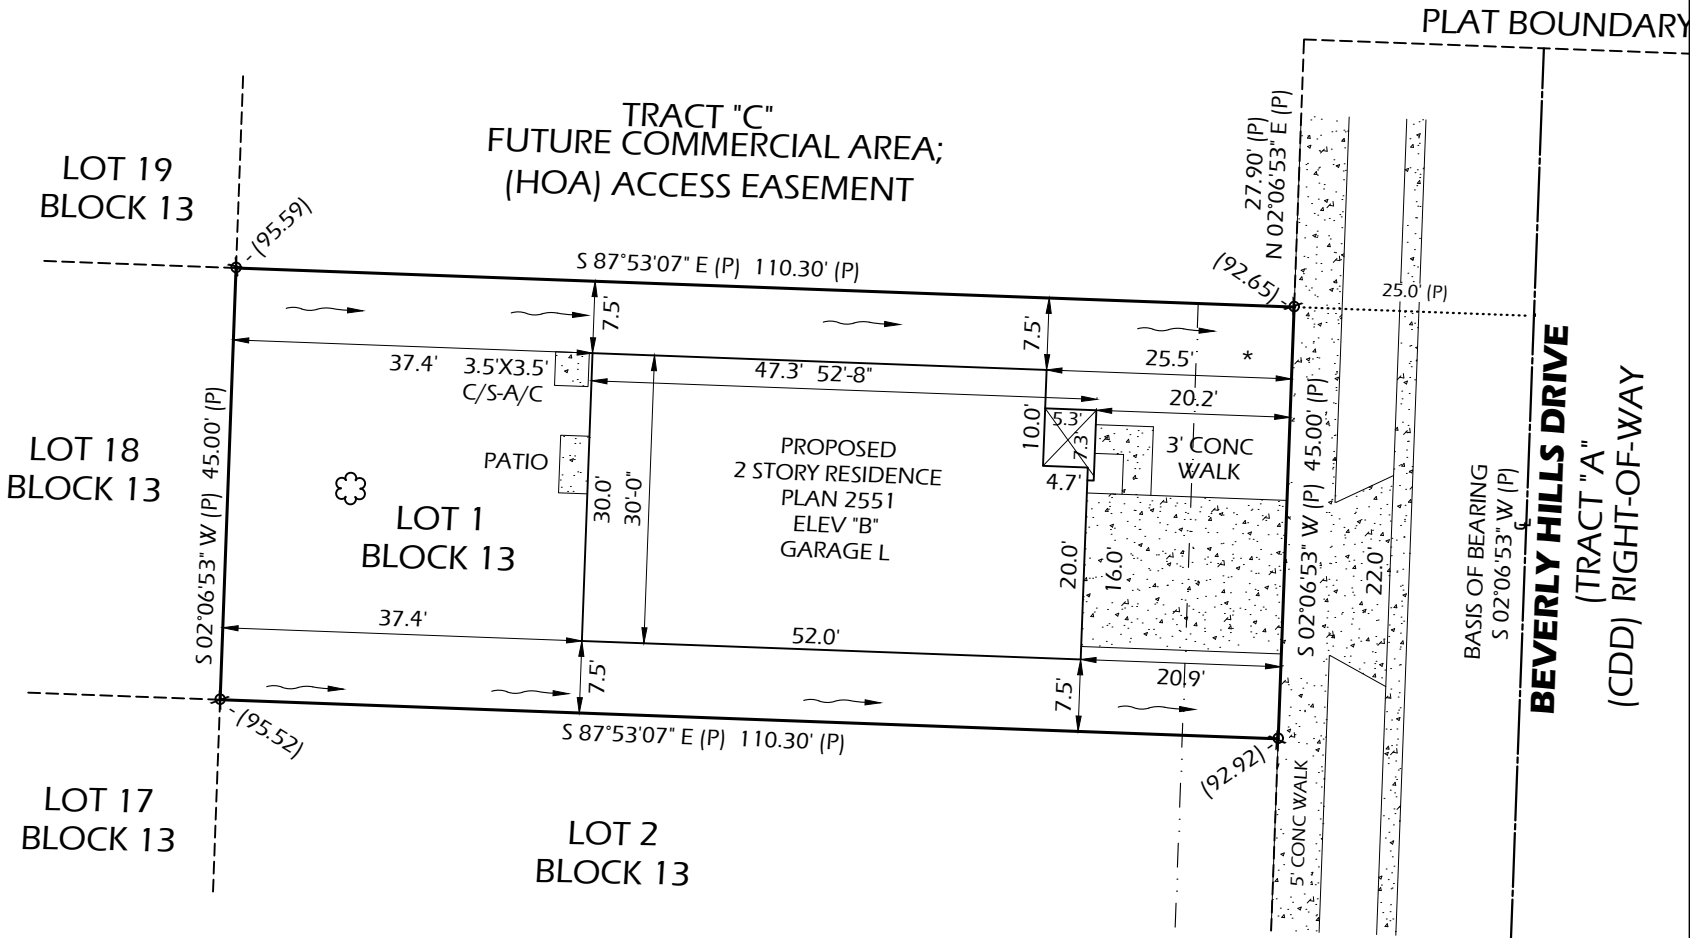 PLAT BOUNDARY
TRACT "C"
FUTURE COMMERCIAL AREA;
(HOA) ACCESS EASEMENT
LOT 19
BLOCK 13
(95.59)
S 87°53'07" E (P) 110.30' (P)
(92.65)
27.90' (P)
N 02°06'53" E (P)
25.0' (P)
7.5'
7.5'
37.4'
3.5'X3.5'
C/S-A/C
47.3' 52'-8"
25.5'
*
20.2'
10.0'
5.3'
7.3'
4.7'
3' CONC
WALK
LOT 18
BLOCK 13
S 02°06'53" W (P) 45.00' (P)
PATIO
LOT 1
BLOCK 13
30.0'
30'-0"
PROPOSED
2 STORY RESIDENCE
PLAN 2551
ELEV "B"
GARAGE L
20.0'
16.0'
S 02°06'53" W (P) 45.00' (P)
22.0'
BASIS OF BEARING
S 02°06'53" W (P)
BEVERLY HILLS DRIVE
(TRACT "A"
(CDD) RIGHT-OF-WAY
37.4'
52.0'
20.9'
7.5'
7.5'
S 87°53'07" E (P) 110.30' (P)
(95.52)
(92.92)
5' CONC WALK
LOT 17
BLOCK 13
LOT 2
BLOCK 13